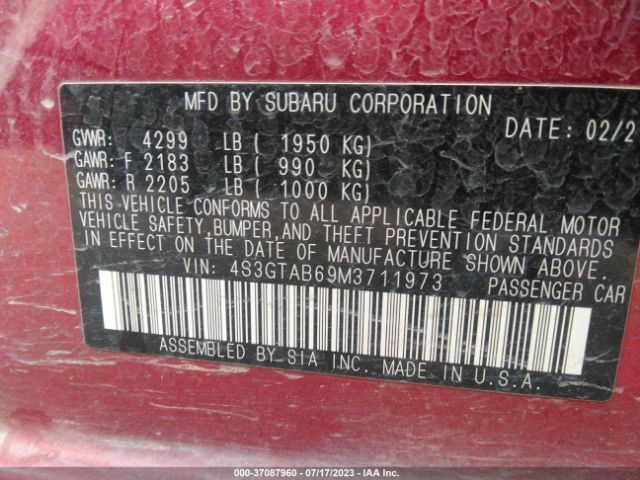 MFD BY SUBARU CORPORATION
DATE: 02/2
GVWR: 4299 LB ( 1950 KG)
GAWR: F 2183 LB ( 990 KG)
GAWR: R 2205 LB ( 1000 KG)
THIS VEHICLE CONFORMS TO ALL APPLICABLE FEDERAL MOTOR
VEHICLE SAFETY,BUMPER,AND THEFT PREVENTION STANDARDS
IN EFFECT ON THE DATE OF MANUFACTURE SHOWN ABOVE.
VIN: 4S3GTAB69M3711973 PASSENGER CAR
ASSEMBLED BY SIA INC. MADE IN U.S.A.
000-37087960 - 07/17/2023 - IAA Inc.